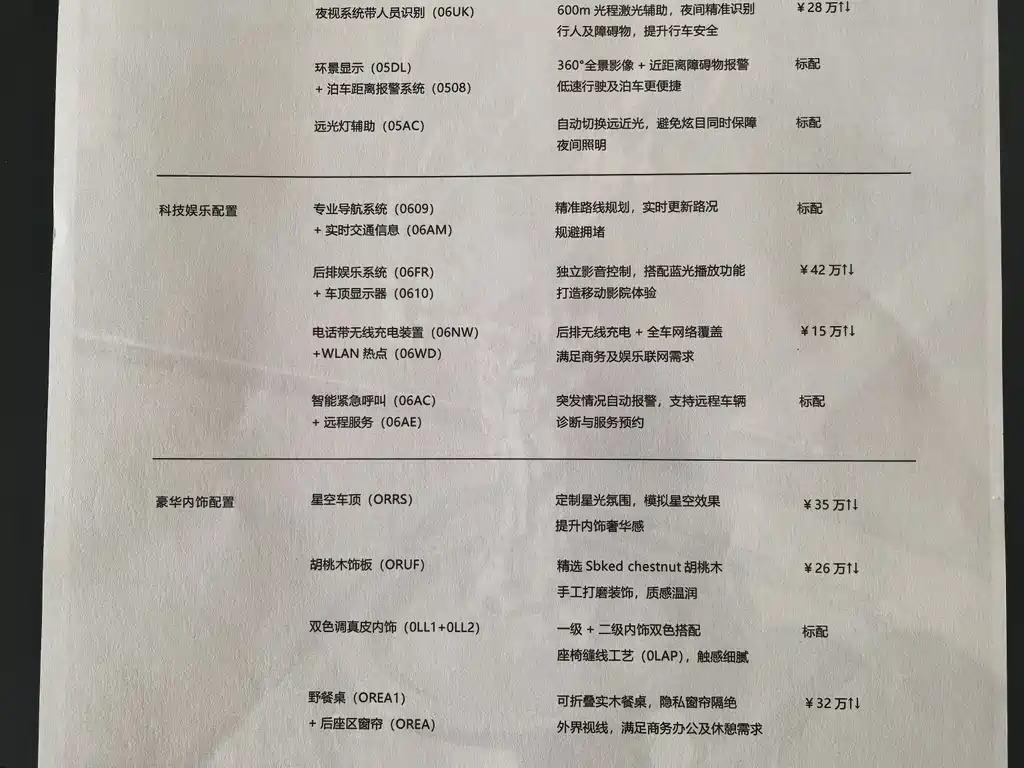 夜视系统带人员识别（06UK） 600m 光程激光辅助，夜间精准识别 ￥28 万↑↓
行人及障碍物，提升行车安全
环景显示（05DL） 360°全景影像 + 近距离障碍物报警 标配
+ 泊车距离报警系统（0508） 低速行驶及泊车更便捷
远光灯辅助（05AC） 自动切换远近光，避免炫目同时保障 标配
夜间照明
科技娱乐配置 专业导航系统（0609） 精准路线规划，实时更新路况 标配
+ 实时交通信息（06AM） 规避拥堵
后排娱乐系统（06FR） 独立影音控制，搭配蓝光播放功能 ￥42 万↑↓
+ 车顶显示器（0610） 打造移动影院体验
电话带无线充电装置（06NW） 后排无线充电 + 全车网络覆盖 ￥15 万↑↓
+WLAN 热点（06WD） 满足商务及娱乐联网需求
智能紧急呼叫（06AC） 突发情况自动报警，支持远程车辆 标配
+ 远程服务（06AE） 诊断与服务预约
豪华内饰配置 星空车顶（ORRS） 定制星光氛围，模拟星空效果 ￥35 万↑↓
提升内饰奢华感
胡桃木饰板（ORUF） 精选 Sbked chestnut 胡桃木 ￥26 万↑↓
手工打磨装饰，质感温润
双色调真皮内饰（0LL1+0LL2） 一级 + 二级内饰双色搭配 标配
座椅缝线工艺（0LAP），触感细腻
野餐桌（OREA1） 可折叠实木餐桌，隐私窗帘隔绝 ￥32 万↑↓
+ 后座区窗帘（OREA） 外界视线，满足商务办公及休憩需求